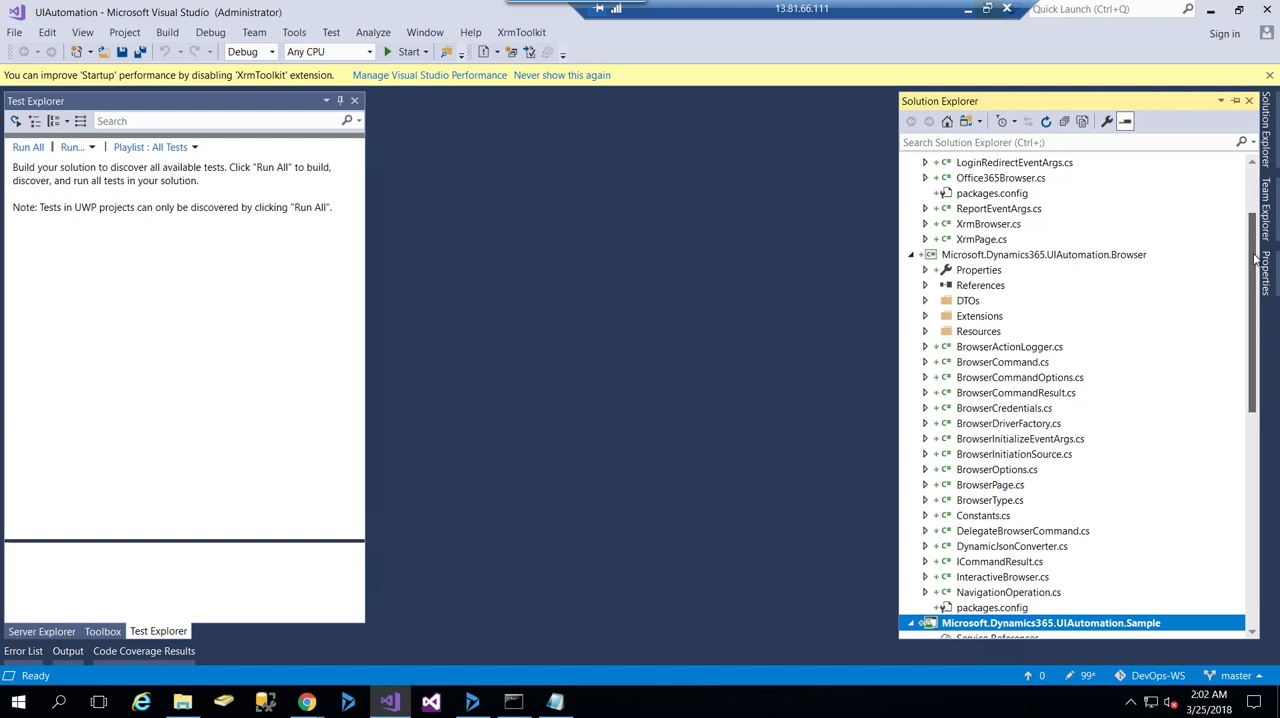 UIAutomation - Microsoft Visual Studio (Administrator)
13.81.66.111
Quick Launch (Ctrl+Q)
File Edit View Project Build Debug Team Tools Test Analyze Window Help XrmToolkit
Sign in
Debug Any CPU Start
You can improve 'Startup' performance by disabling 'XrmToolkit' extension. Manage Visual Studio Performance Never show this again
Test Explorer
Search
Run All Run... Playlist : All Tests
Build your solution to discover all available tests. Click "Run All" to build,
discover, and run all tests in your solution.
Note: Tests in UWP projects can only be discovered by clicking "Run All".
Solution Explorer
Search Solution Explorer (Ctrl+;)
LoginRedirectEventArgs.cs
Office365Browser.cs
packages.config
ReportEventArgs.cs
XrmBrowser.cs
XrmPage.cs
Microsoft.Dynamics365.UIAutomation.Browser
Properties
References
DTOs
Extensions
Resources
BrowserActionLogger.cs
BrowserCommand.cs
BrowserCommandOptions.cs
BrowserCommandResult.cs
BrowserCredentials.cs
BrowserDriverFactory.cs
BrowserInitializeEventArgs.cs
BrowserInitiationSource.cs
BrowserOptions.cs
BrowserPage.cs
BrowserType.cs
Constants.cs
DelegateBrowserCommand.cs
DynamicJsonConverter.cs
ICommandResult.cs
InteractiveBrowser.cs
NavigationOperation.cs
packages.config
Microsoft.Dynamics365.UIAutomation.Sample
Service References
Solution Explorer
Team Explorer
Properties
Server Explorer Toolbox Test Explorer
Error List Output Code Coverage Results
Ready
0 99+ DevOps-WS master
2:02 AM
3/25/2018